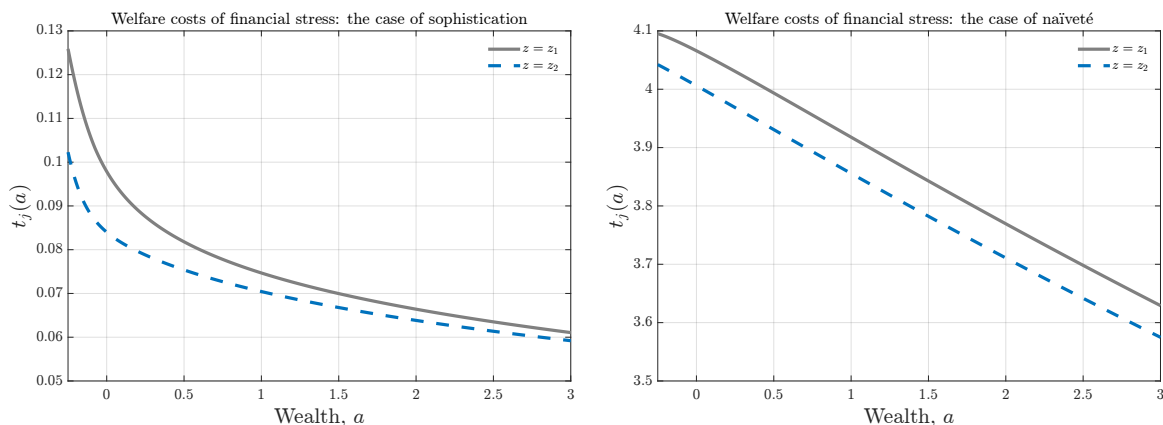 Welfare costs of financial stress: the case of sophistication
0.13
0.12
0.11
0.1
0.09
0.08
0.07
0.06
0.05
t_j(a)
z = z_1
z = z_2
0 0.5 1 1.5 2 2.5 3
Wealth, a
Welfare costs of financial stress: the case of naïveté
4.1
4
3.9
3.8
3.7
3.6
3.5
t_j(a)
z = z_1
z = z_2
0 0.5 1 1.5 2 2.5 3
Wealth, a